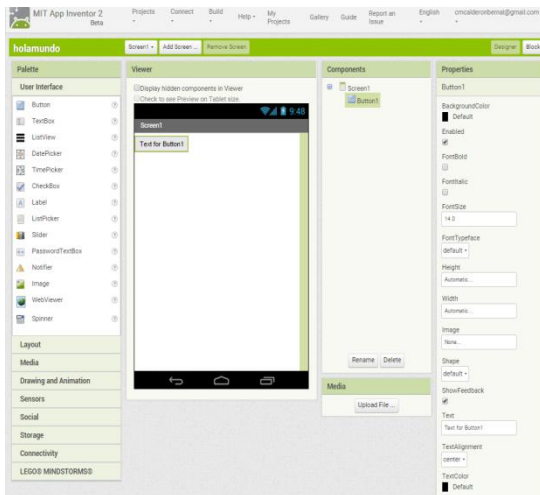 MIT App Inventor 2
Beta
Projects Connect Build Help My Projects Gallery Guide Report an Issue English cmcalderonbernal@gmail.com
holamundo
Screen1 Add Screen ... Remove Screen
Designer Block
Palette
User Interface
Button
TextBox
ListView
DatePicker
TimePicker
CheckBox
Label
ListPicker
Slider
PasswordTextBox
Notifier
Image
WebViewer
Spinner
Layout
Media
Drawing and Animation
Sensors
Social
Storage
Connectivity
LEGO® MINDSTORMS®
Viewer
Display hidden components in Viewer
Check to see Preview on Tablet size.
9:48
Screen1
Text for Button1
Components
Screen1
Button1
Rename Delete
Media
Upload File ...
Properties
Button1
BackgroundColor
Default
Enabled
FontBold
FontItalic
FontSize
14.0
FontTypeface
default
Height
Automatic...
Width
Automatic...
Image
None...
Shape
default
ShowFeedback
Text
Text for Button1
TextAlignment
center
TextColor
Default